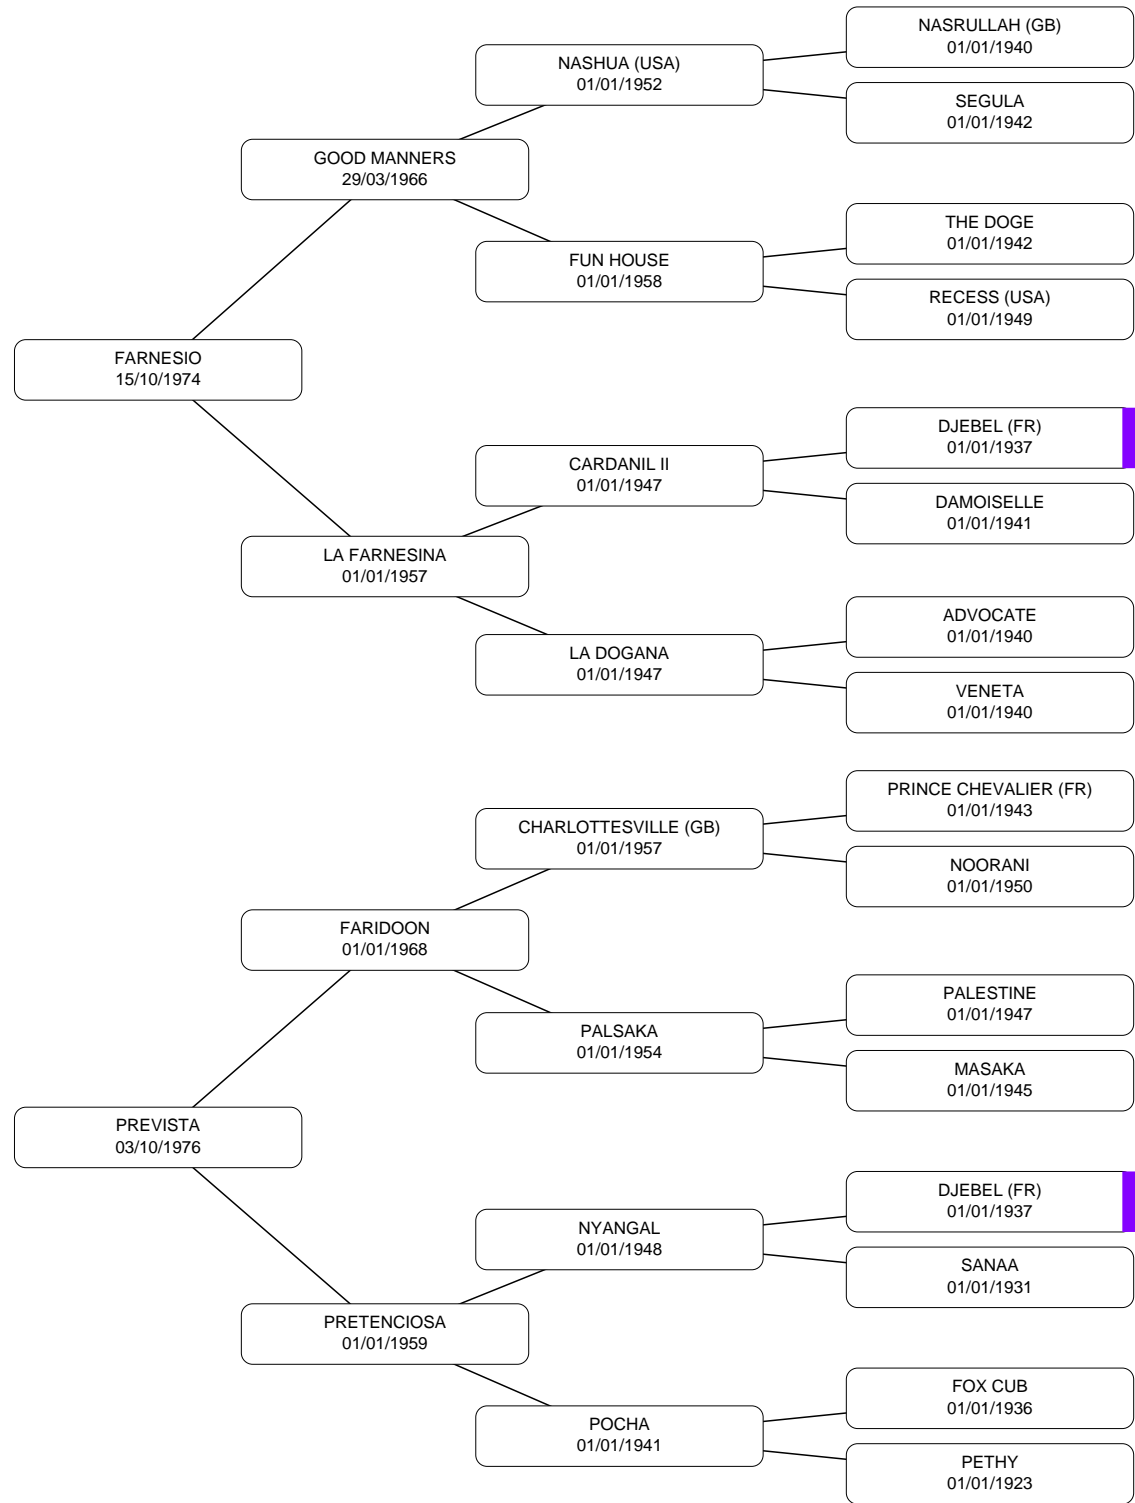 NASRULLAH (GB)
01/01/1940
NASHUA (USA)
01/01/1952
SEGULA
01/01/1942
GOOD MANNERS
29/03/1966
THE DOGE
01/01/1942
FUN HOUSE
01/01/1958
RECESS (USA)
01/01/1949
FARNESIO
15/10/1974
DJEBEL (FR)
01/01/1937
CARDANIL II
01/01/1947
DAMOISELLE
01/01/1941
LA FARNESINA
01/01/1957
ADVOCATE
01/01/1940
LA DOGANA
01/01/1947
VENETA
01/01/1940
PRINCE CHEVALIER (FR)
01/01/1943
CHARLOTTESVILLE (GB)
01/01/1957
NOORANI
01/01/1950
FARIDOON
01/01/1968
PALESTINE
01/01/1947
PALSAKA
01/01/1954
MASAKA
01/01/1945
PREVISTA
03/10/1976
DJEBEL (FR)
01/01/1937
NYANGAL
01/01/1948
SANAA
01/01/1931
PRETENCIOSA
01/01/1959
FOX CUB
01/01/1936
POCHA
01/01/1941
PETHY
01/01/1923